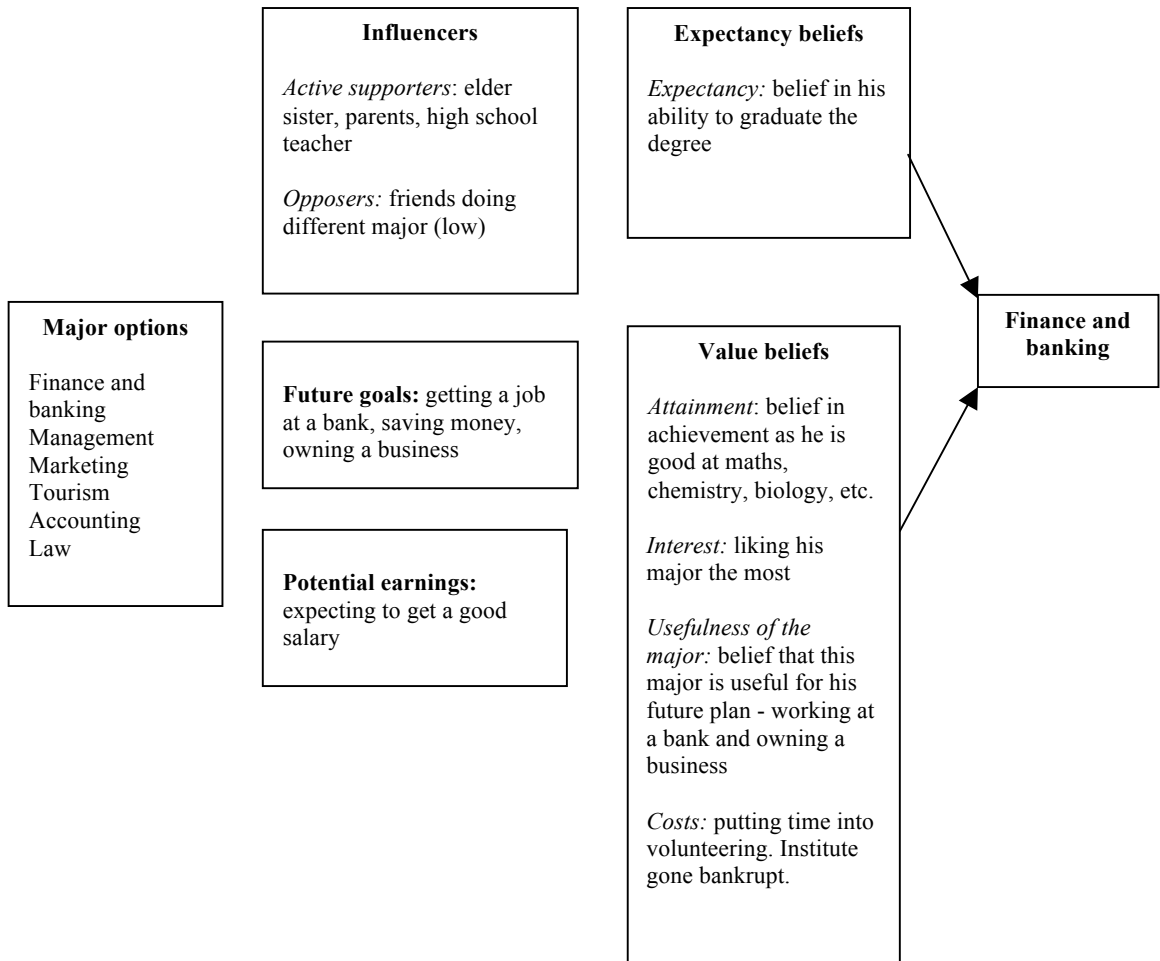 Influencers
Active supporters: elder
sister, parents, high school
teacher
Opposers: friends doing
different major (low)
Expectancy beliefs
Expectancy: belief in his
ability to graduate the
degree
Major options
Finance and
banking
Management
Marketing
Tourism
Accounting
Law
Future goals: getting a job
at a bank, saving money,
owning a business
Potential earnings:
expecting to get a good
salary
Value beliefs
Attainment: belief in
achievement as he is
good at maths,
chemistry, biology, etc.
Interest: liking his
major the most
Usefulness of the
major: belief that this
major is useful for his
future plan - working at
a bank and owning a
business
Costs: putting time into
volunteering. Institute
gone bankrupt.
Finance and
banking